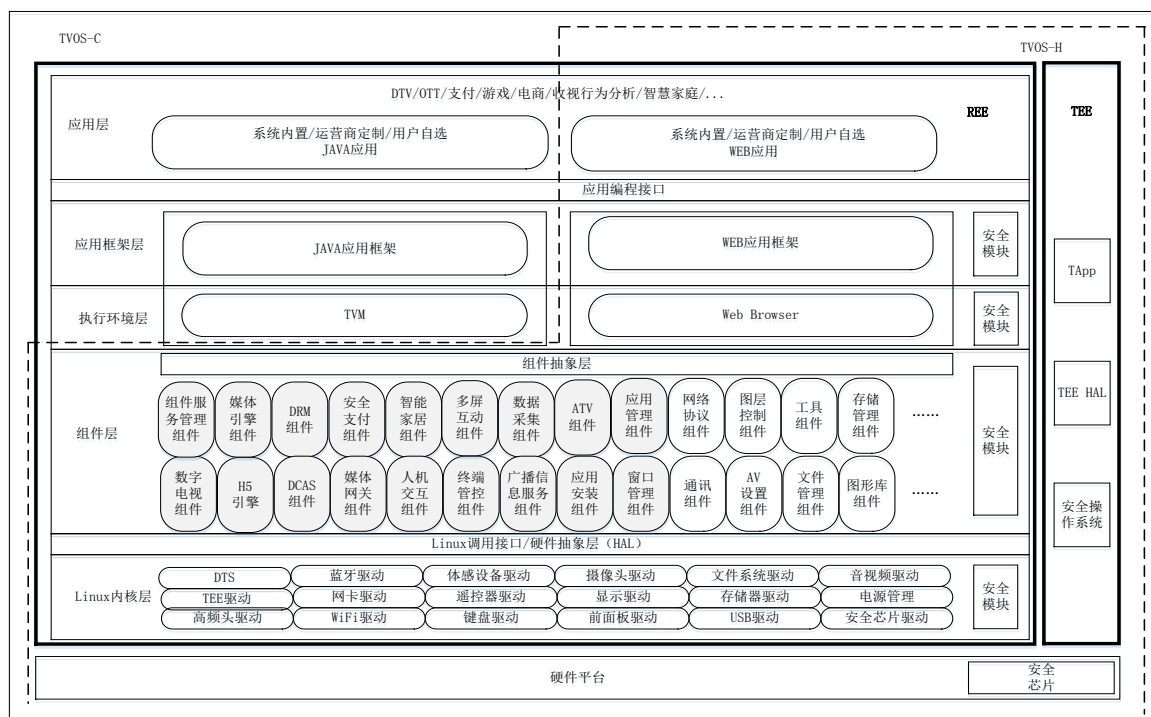 TVOS-C
TVOS-H
DTV/OTT/支付/游戏/电商/收视行为分析/智慧家庭/...
REE
TEE
应用层
系统内置/运营商定制/用户自选
JAVA应用
系统内置/运营商定制/用户自选
WEB应用
应用编程接口
应用框架层
JAVA应用框架
WEB应用框架
安全
模块
TApp
执行环境层
TVM
Web Browser
安全
模块
组件抽象层
组件层
组件服
务管理
组件
媒体
引擎
组件
DRM
组件
安全
支付
组件
智能
家居
组件
多屏
互动
组件
数据
采集
组件
ATV
组件
应用
管理
组件
网络
协议
组件
图层
控制
组件
工具
组件
存储
管理
组件
......
数字
电视
组件
H5
引擎
DCAS
组件
媒体
网关
组件
人机
交互
组件
终端
管控
组件
广播信
息服务
组件
应用
安装
组件
窗口
管理
组件
通讯
组件
AV
设置
组件
文件
管理
组件
图形库
组件
......
安全
模块
TEE HAL
安全操
作系统
Linux调用接口/硬件抽象层（HAL）
Linux内核层
DTS
蓝牙驱动
体感设备驱动
摄像头驱动
文件系统驱动
音视频驱动
TEE驱动
网卡驱动
遥控器驱动
显示驱动
存储器驱动
电源管理
高频头驱动
WiFi驱动
键盘驱动
前面板驱动
USB驱动
安全芯片驱动
安全
模块
硬件平台
安全
芯片